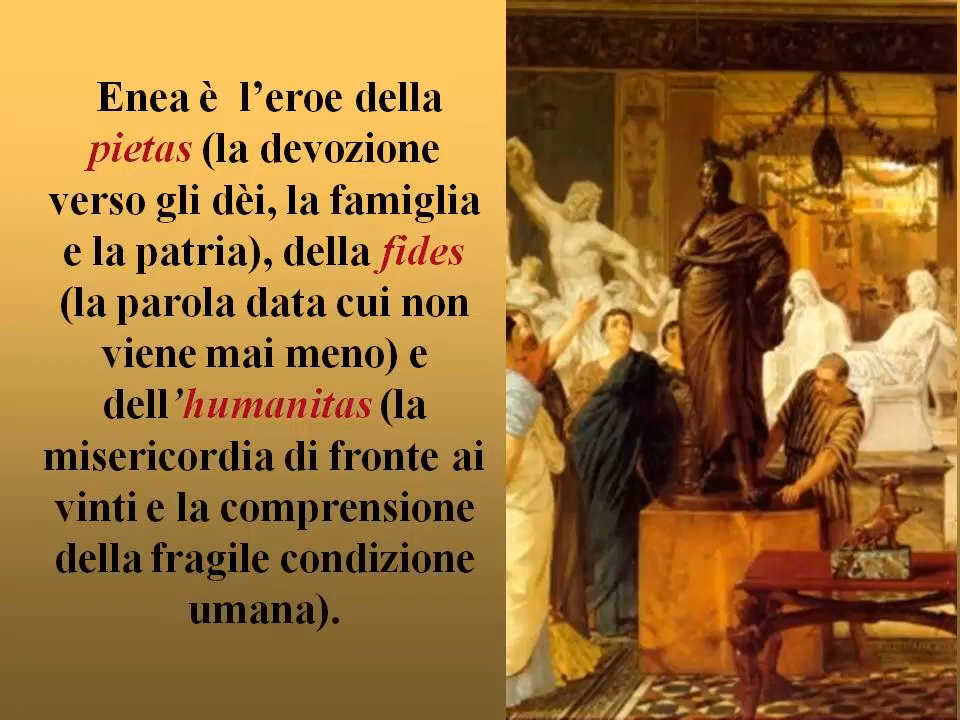 Enea è l’eroe della
pietas (la devozione
verso gli dèi, la famiglia
e la patria), della fides
(la parola data cui non
viene mai meno) e
dell’humanitas (la
misericordia di fronte ai
vinti e la comprensione
della fragile condizione
umana).